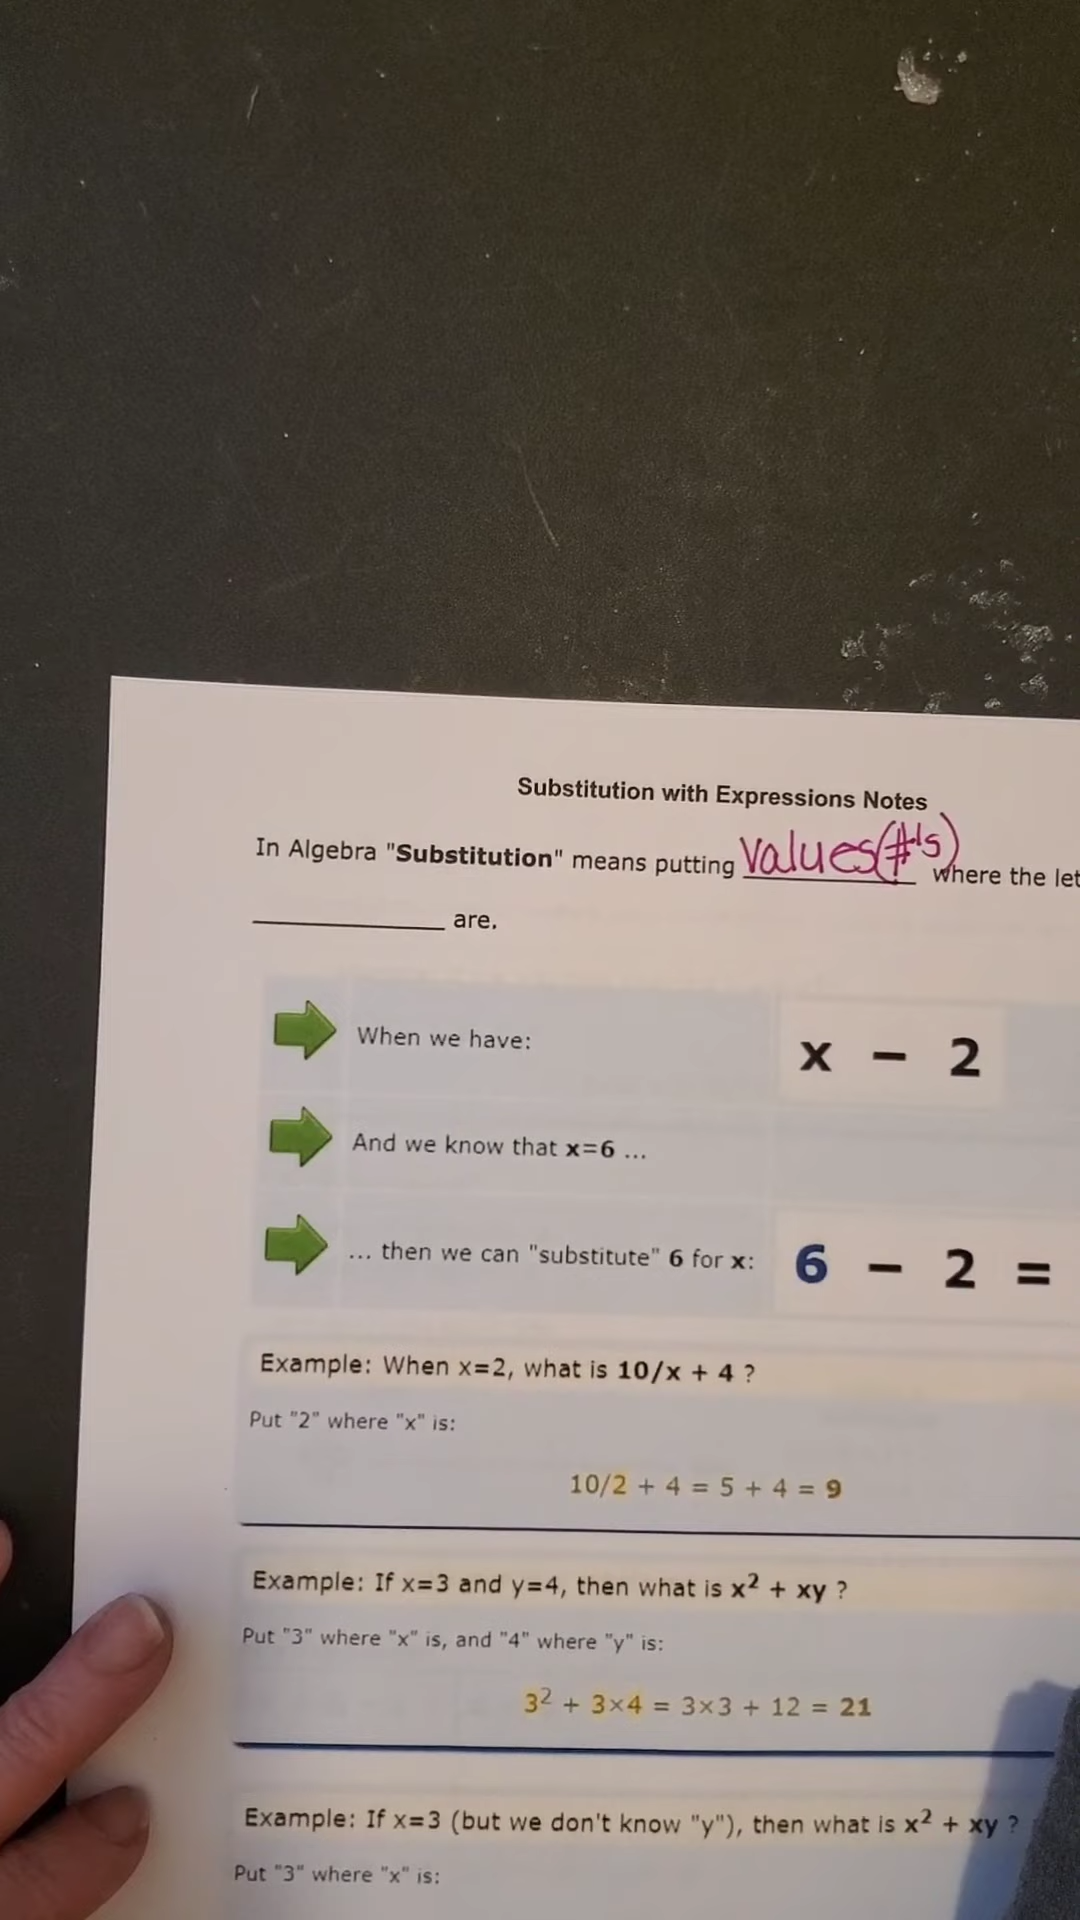 Substitution with Expressions Notes
In Algebra "Substitution" means putting values(#'s) where the let
__________ are.
When we have: x − 2
And we know that x=6 ...
... then we can "substitute" 6 for x: 6 − 2 =
Example: When x=2, what is 10/x + 4 ?
Put "2" where "x" is:
10/2 + 4 = 5 + 4 = 9
Example: If x=3 and y=4, then what is x² + xy ?
Put "3" where "x" is, and "4" where "y" is:
3² + 3×4 = 3×3 + 12 = 21
Example: If x=3 (but we don't know "y"), then what is x² + xy ?
Put "3" where "x" is: